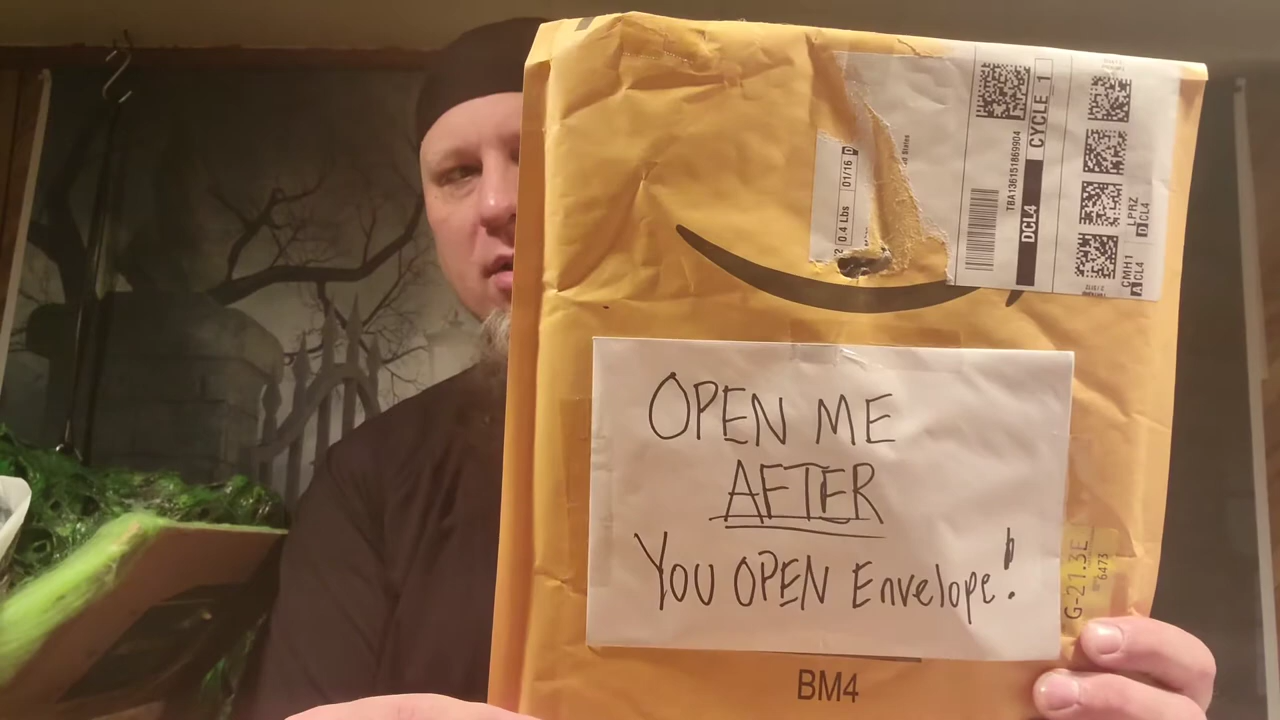 OPEN ME
AFTER
YOU OPEN Envelope!
BM4
0.4 Lbs
01/16
TBA136151869904
DCL4
CYCLE 1
CMH1
CL4
LPRZ
CL4
G-21.3E
6473